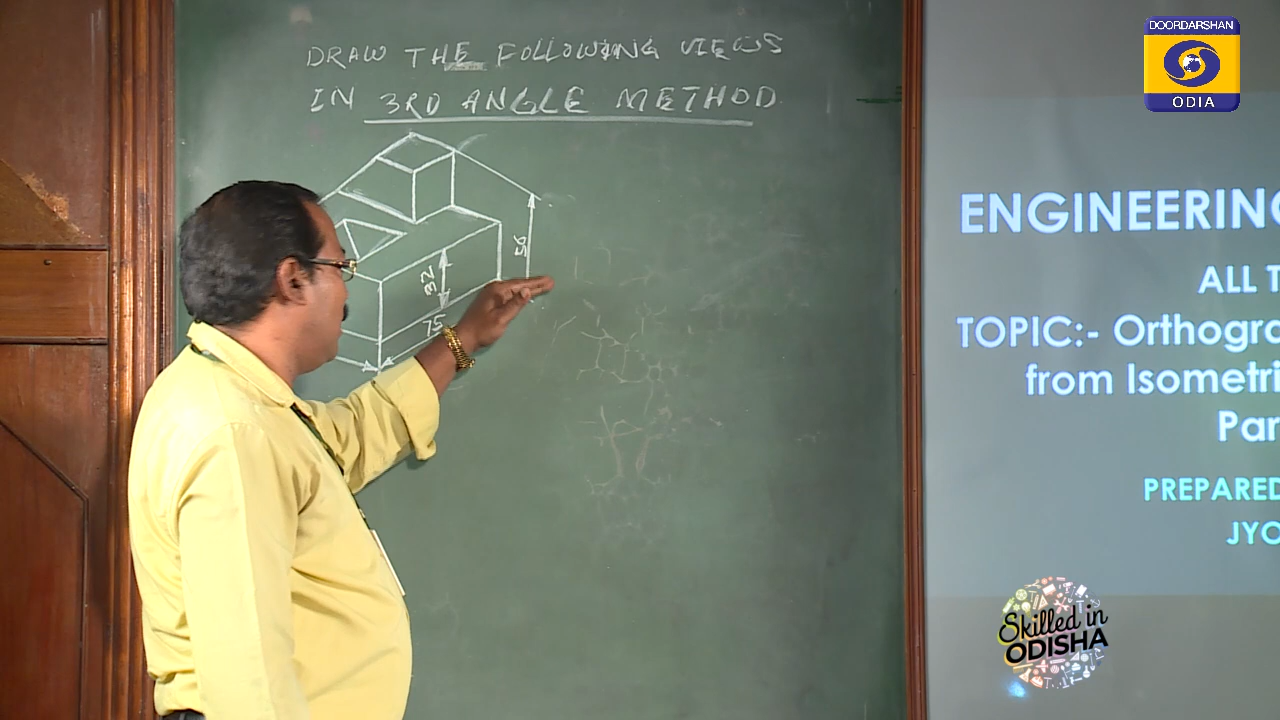 DRAW THE FOLLOWING VIEWS
IN 3RD ANGLE METHOD
56
32
75
DOORDARSHAN
ODIA
ENGINEERING
ALL T
TOPIC:- Orthogra
from Isometri
Par
PREPARED
JYO
Skilled in
ODISHA